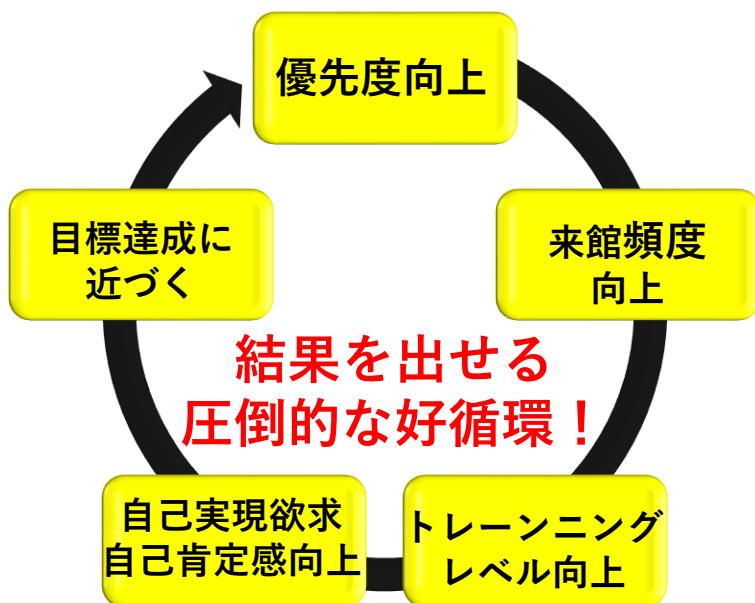 優先度向上
来館頻度
向上
トレーンニング
レベル向上
自己実現欲求
自己肯定感向上
目標達成に
近づく
結果を出せる
圧倒的な好循環！